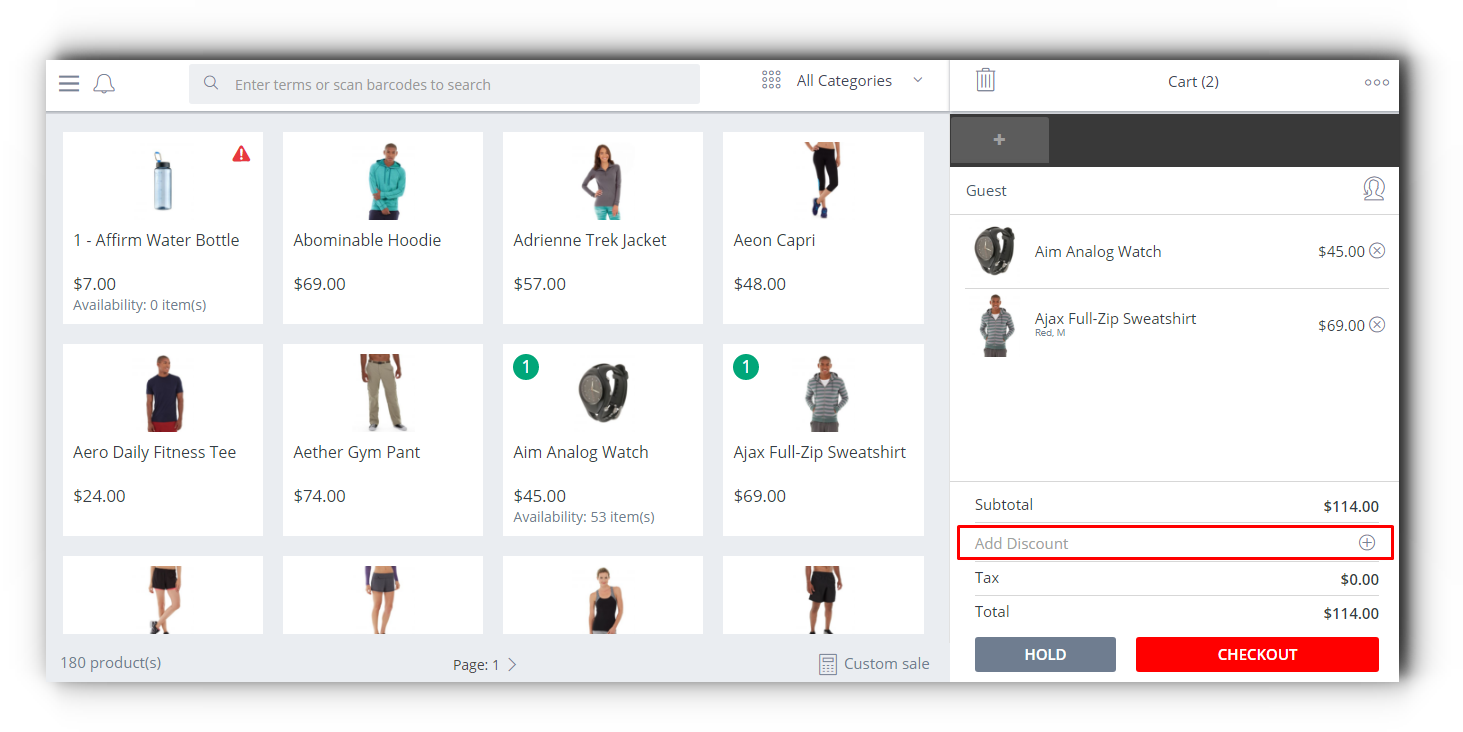 Enter terms or scan barcodes to search
All Categories
Cart (2)
+
Guest
1 - Affirm Water Bottle
$7.00
Availability: 0 item(s)
Abominable Hoodie
$69.00
Adrienne Trek Jacket
$57.00
Aeon Capri
$48.00
Aim Analog Watch
$45.00
Ajax Full-Zip Sweatshirt
Red, M
$69.00
Aero Daily Fitness Tee
$24.00
Aether Gym Pant
$74.00
1
Aim Analog Watch
$45.00
Availability: 53 item(s)
1
Ajax Full-Zip Sweatshirt
$69.00
Subtotal
$114.00
Add Discount
Tax
$0.00
Total
$114.00
HOLD
CHECKOUT
180 product(s)
Page: 1
Custom sale